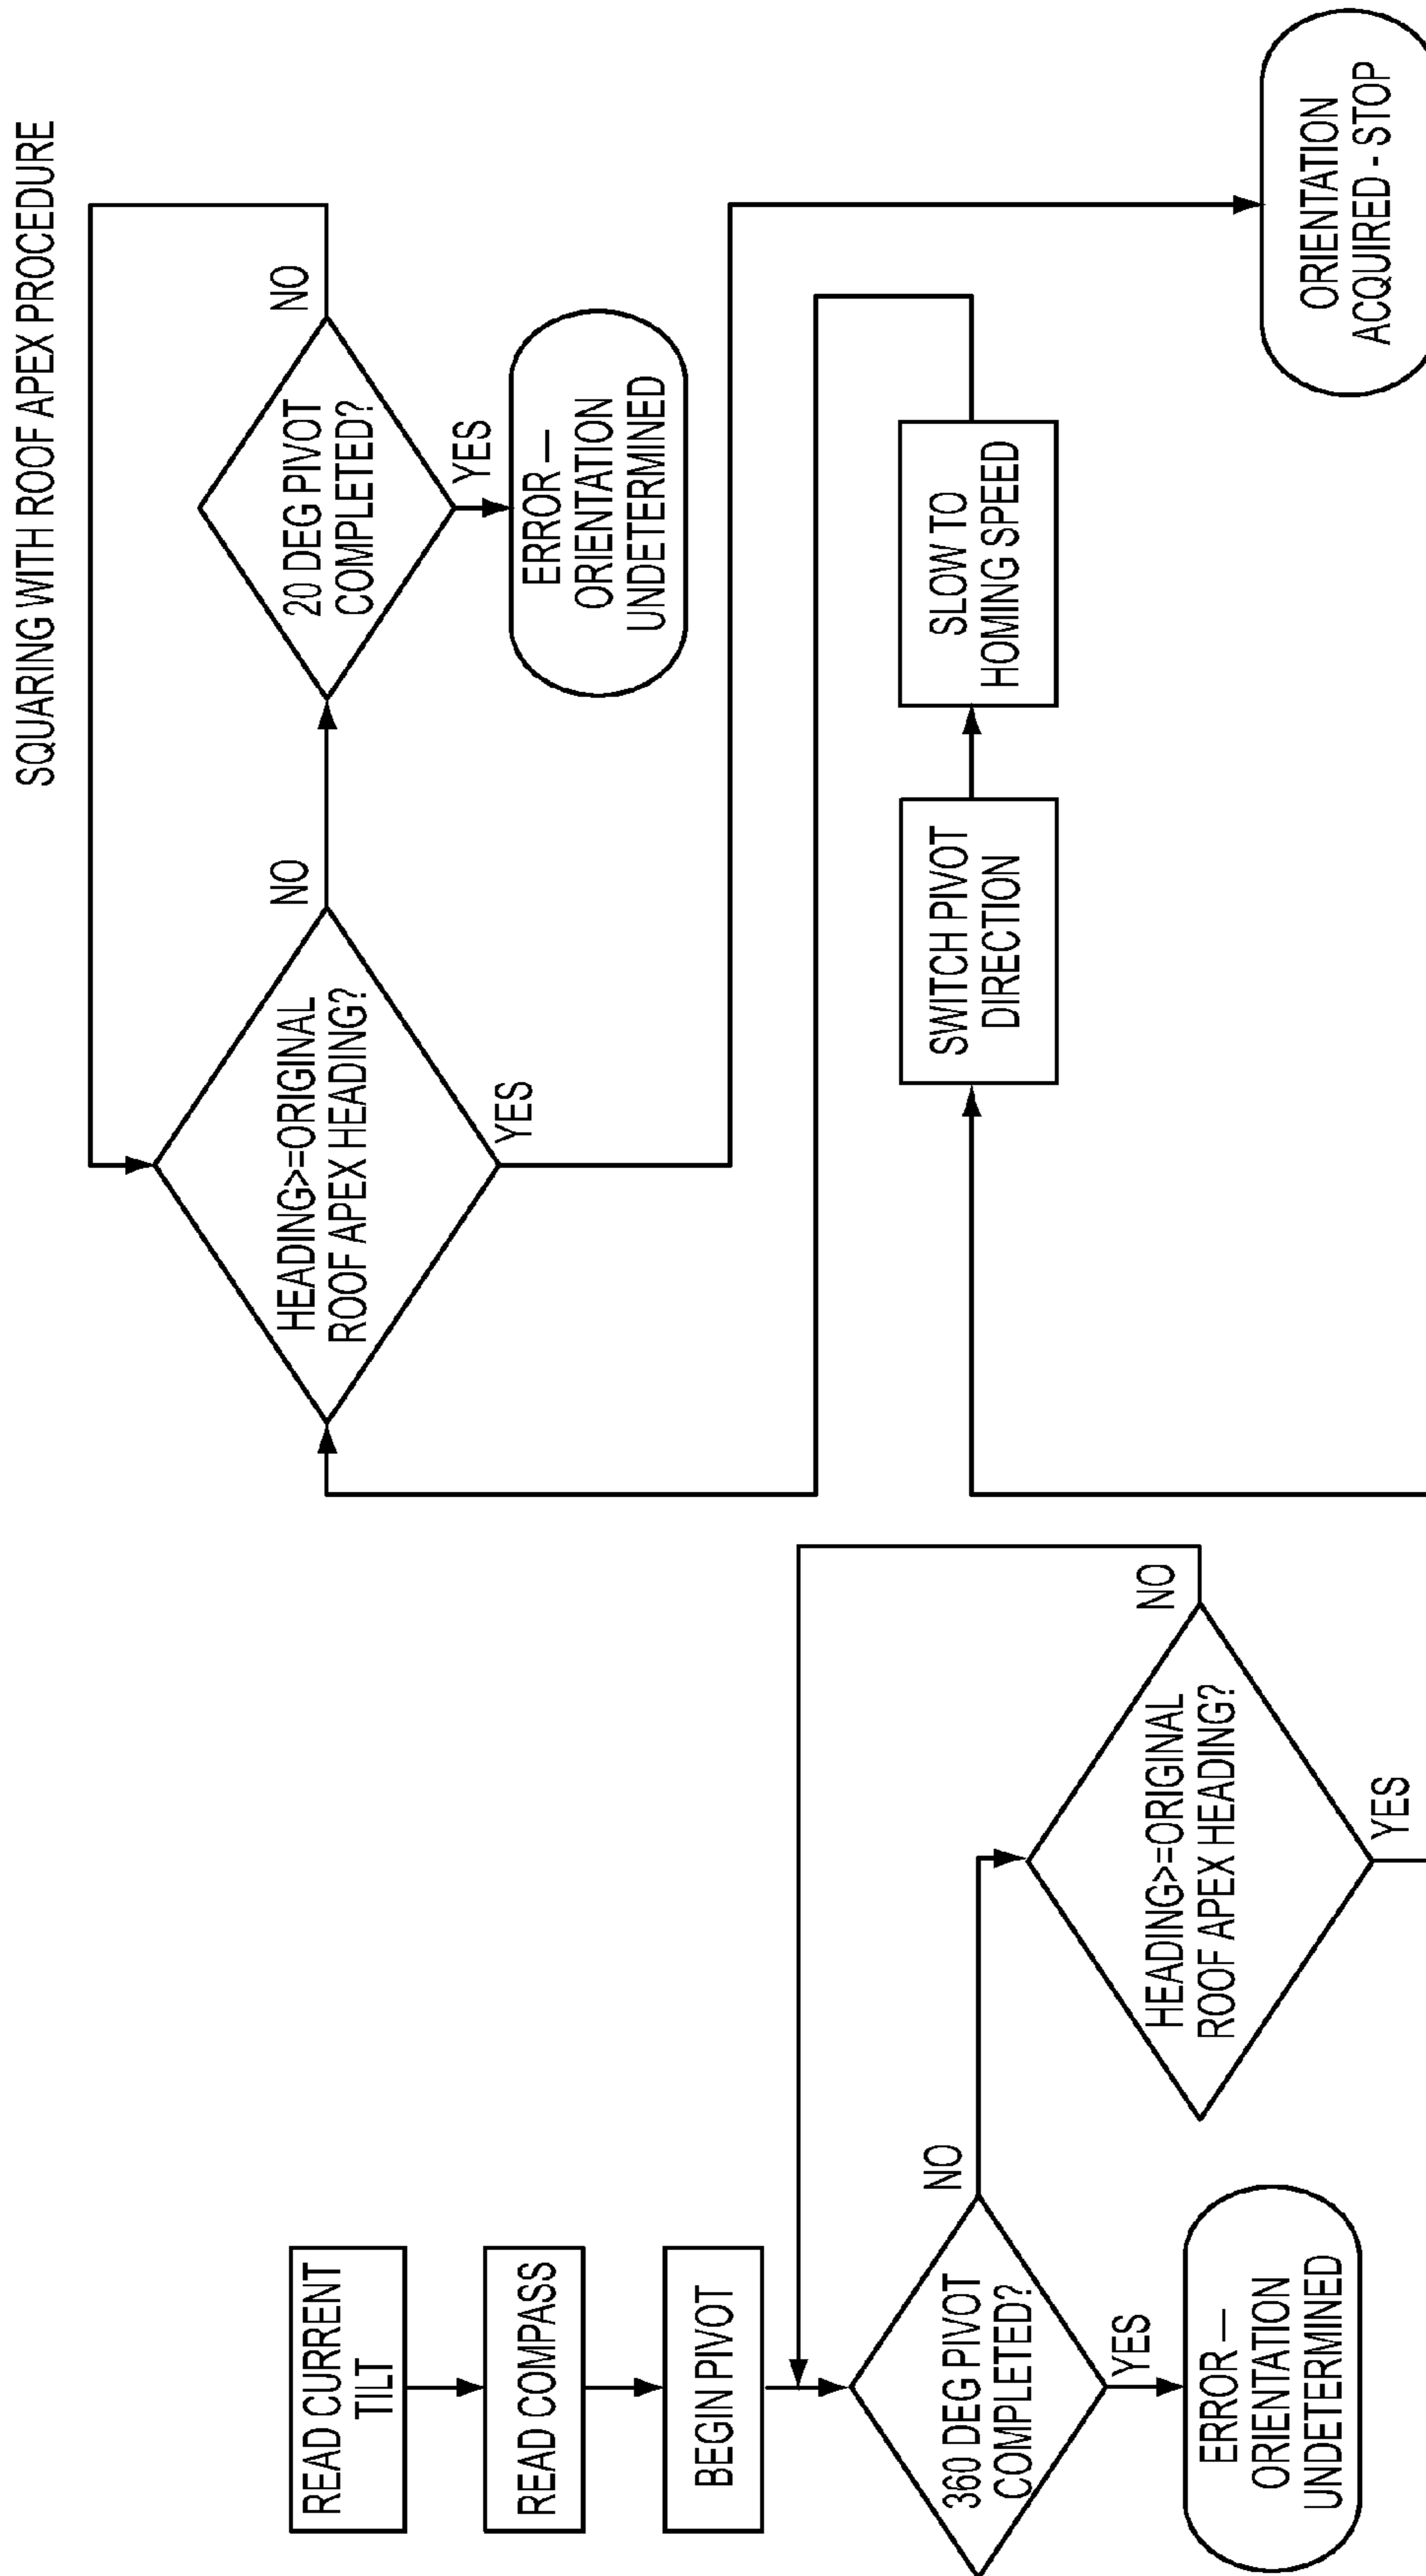 SQUARING WITH ROOF APEX PROCEDURE
READ CURRENT
TILT
READ COMPASS
BEGIN PIVOT
360 DEG PIVOT
COMPLETED?
NO
YES
ERROR—
ORIENTATION
UNDETERMINED
HEADING>=ORIGINAL
ROOF APEX HEADING?
NO
YES
SWITCH PIVOT
DIRECTION
SLOW TO
HOMING SPEED
HEADING>=ORIGINAL
ROOF APEX HEADING?
NO
YES
20 DEG PIVOT
COMPLETED?
NO
YES
ERROR—
ORIENTATION
UNDETERMINED
ORIENTATION
ACQUIRED - STOP